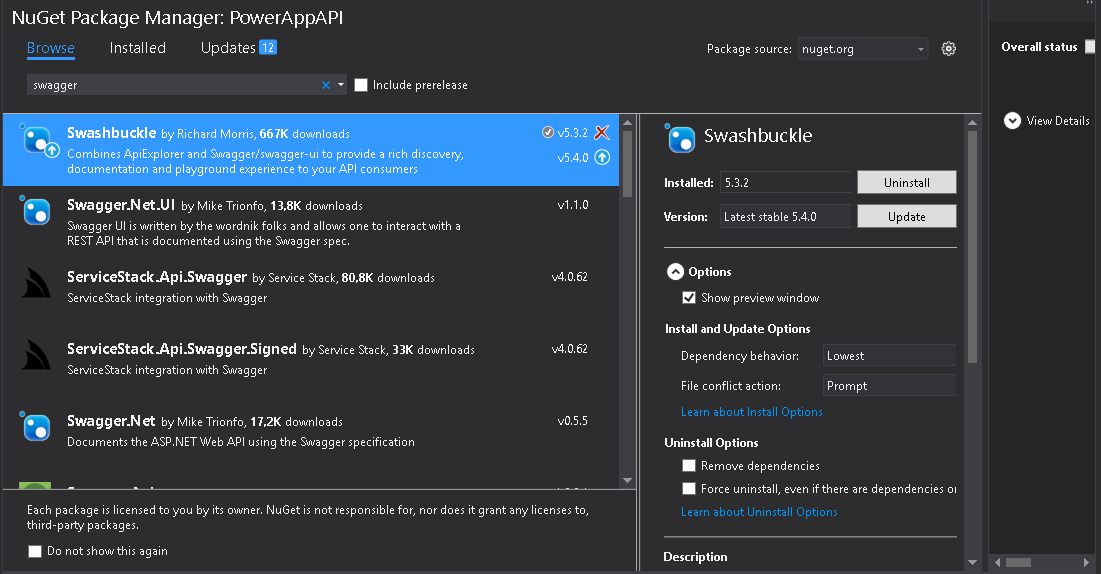 NuGet Package Manager: PowerAppAPI
Browse Installed Updates 12
Package source: nuget.org
swagger
Include prerelease
Swashbuckle by Richard Morris, 667K downloads v5.3.2
Combines ApiExplorer and Swagger/swagger-ui to provide a rich discovery, v5.4.0
documentation and playground experience to your API consumers
Swagger.Net.UI by Mike Trionfo, 13,8K downloads v1.1.0
Swagger UI is written by the wordnik folks and allows one to interact with a
REST API that is documented using the Swagger spec.
ServiceStack.Api.Swagger by Service Stack, 80,8K downloads v4.0.62
ServiceStack integration with Swagger
ServiceStack.Api.Swagger.Signed by Service Stack, 33K downloads v4.0.62
ServiceStack integration with Swagger
Swagger.Net by Mike Trionfo, 17,2K downloads v0.5.5
Documents the ASP.NET Web API using the Swagger specification
Each package is licensed to you by its owner. NuGet is not responsible for, nor does it grant any licenses to,
third-party packages.
Do not show this again
Swashbuckle
Installed: 5.3.2 Uninstall
Version: Latest stable 5.4.0 Update
Options
Show preview window
Install and Update Options
Dependency behavior: Lowest
File conflict action: Prompt
Learn about Install Options
Uninstall Options
Remove dependencies
Force uninstall, even if there are dependencies
Learn about Uninstall Options
Description
Overall status
View Details